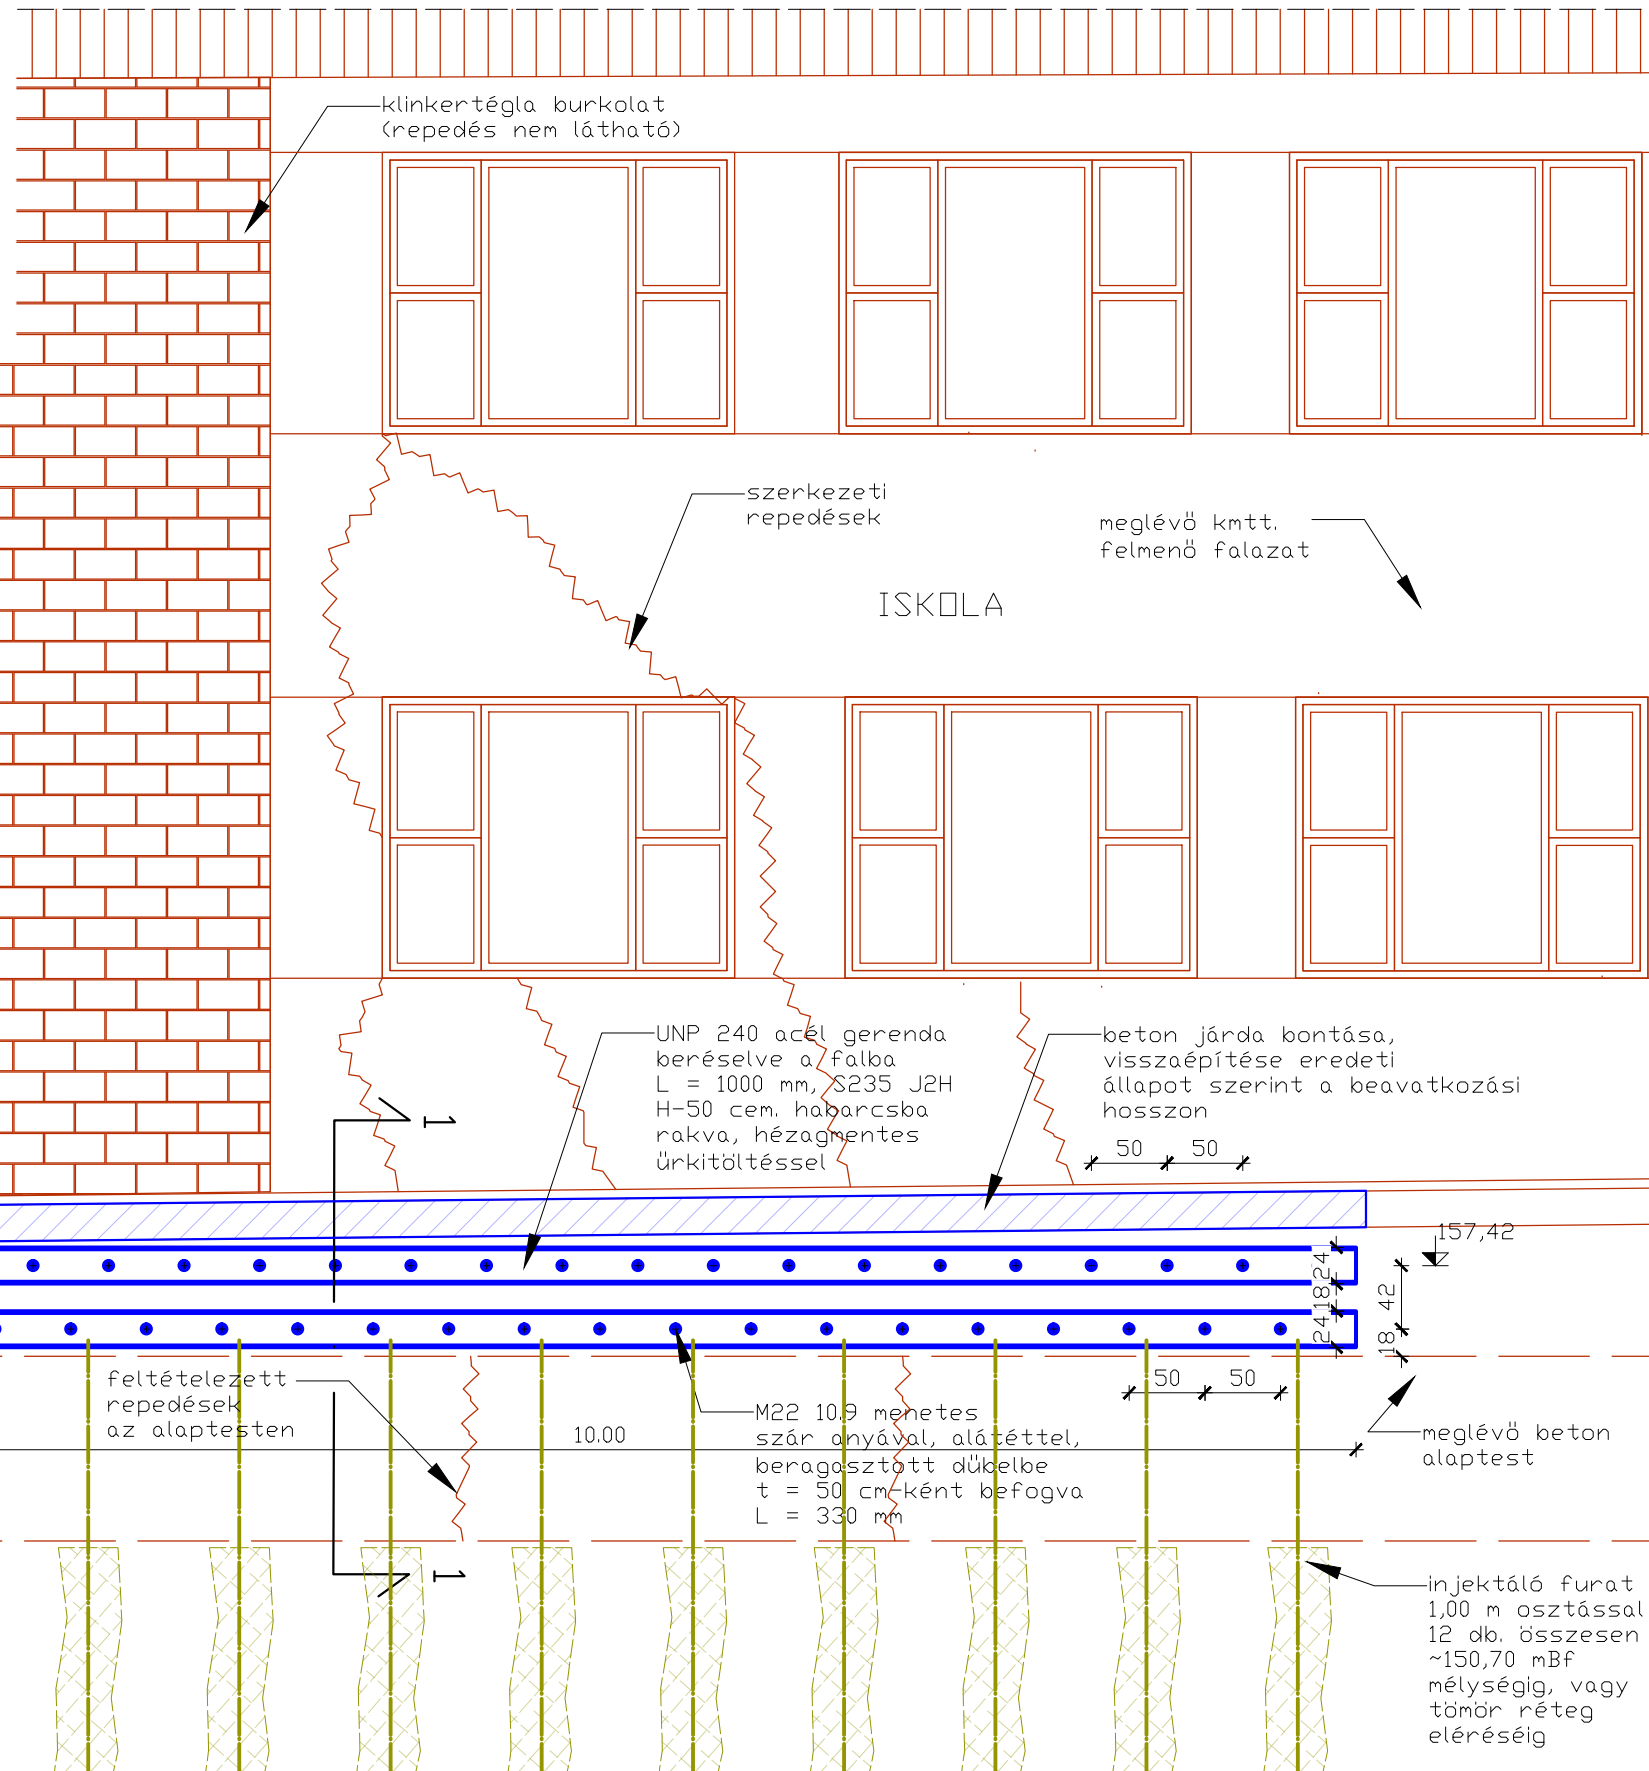 klinkertégla burkolat
(repedés nem látható)
szerkezeti
repedések
meglévő kmtt.
felmenő falazat
ISKOLA
UNP 240 acél gerenda
beréselve a falba
L = 1000 mm, S235 J2H
H-50 cem. habarcsba
rakva, hézagmentes
űrkitöltéssel
beton járda bontása,
visszaépítése eredeti
állapot szerint a beavatkozási
hosszon
1
50 50
157,42
24
18
24
42
18
feltételezett
repedések
az alaptesten
10.00
M22 10.9 menetes
szár anyával, alátéttel,
beragasztott dübelbe
t = 50 cm-ként befogva
L = 330 mm
50 50
meglévő beton
alaptest
1
injektáló furat
1,00 m osztással
12 db. összesen
~150,70 mBf
mélységig, vagy
tömör réteg
eléréséig